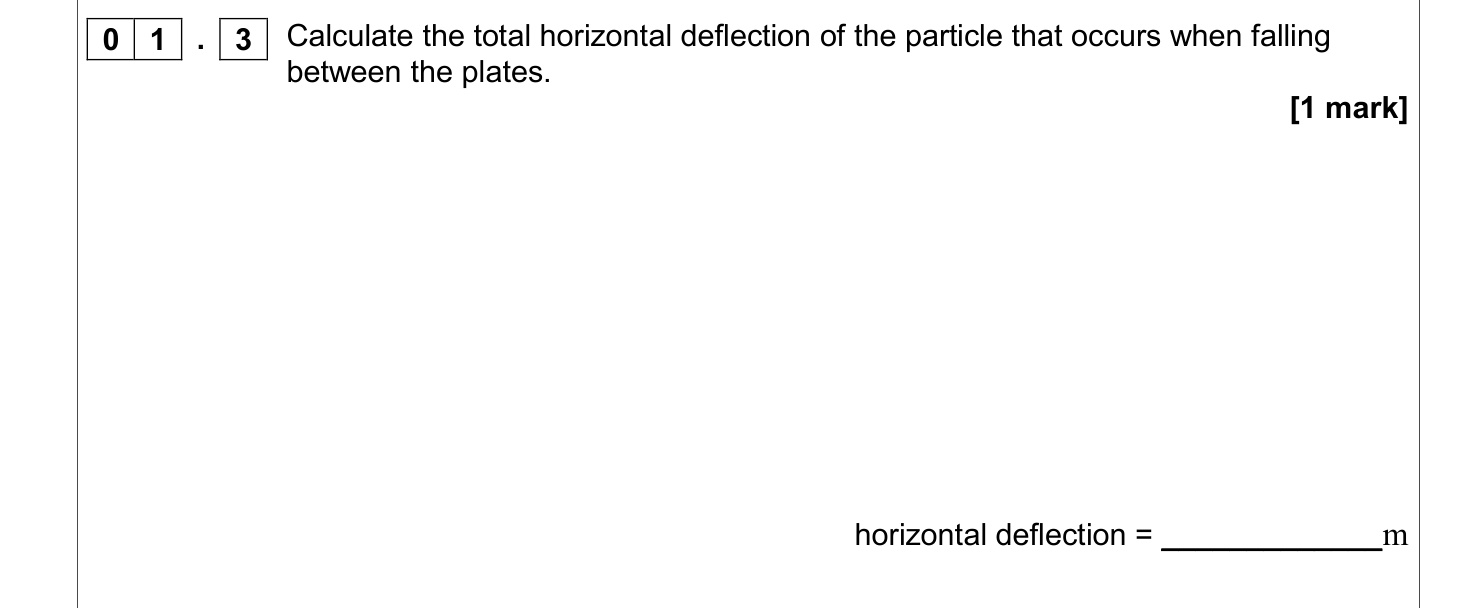 0 1 . 3 Calculate the total horizontal deflection of the particle that occurs when falling
between the plates.
[1 mark]
horizontal deflection = ____________m